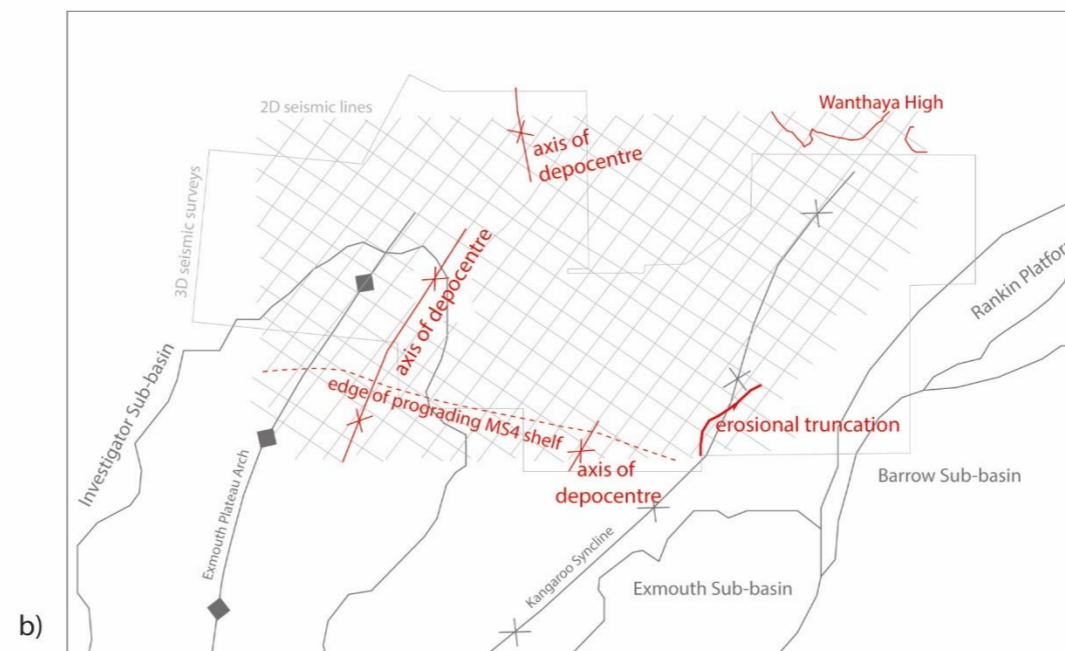 Wanthaya High
2D seismic lines
axis of
depocentre
3D seismic surveys
axis of depocentre
Rankin Platfor
Investigator Sub-basin
edge of prograding MS4 shelf
erosional truncation
axis of
depocentre
Barrow Sub-basin
Exmouth Plateau Arch
Kangaroo Syncline
Exmouth Sub-basin
b)